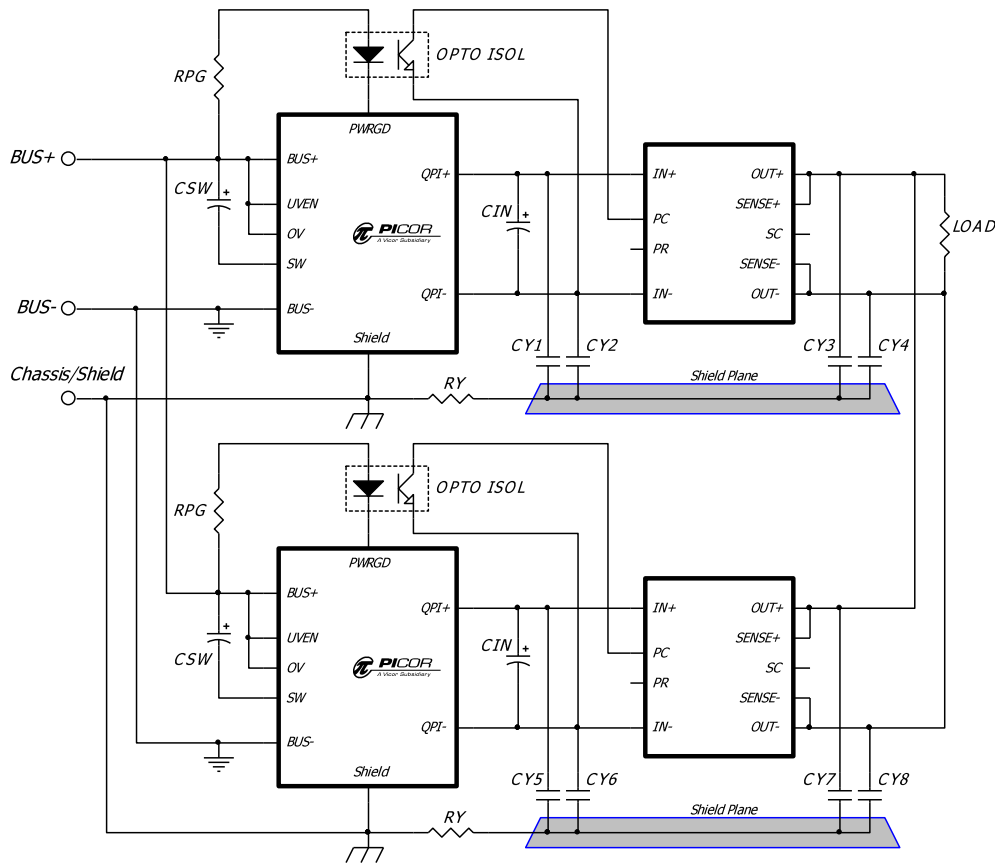 OPTO ISOL
RPG
PWRGD
BUS+
BUS+
QPI+
IN+
OUT+
CSW
+
UVEN
CIN
+
SENSE+
LOAD
PC
OV
π PICOR
A Vicor Subsidiary
SC
PR
SW
SENSE-
BUS-
BUS-
QPI-
IN-
OUT-
Shield
CY1
CY2
CY3
CY4
Chassis/Shield
RY
Shield Plane
OPTO ISOL
RPG
PWRGD
BUS+
QPI+
IN+
OUT+
+
UVEN
CIN
+
SENSE+
CSW
PC
OV
π PICOR
A Vicor Subsidiary
SC
PR
SW
SENSE-
BUS-
QPI-
IN-
OUT-
Shield
CY5
CY6
CY7
CY8
RY
Shield Plane